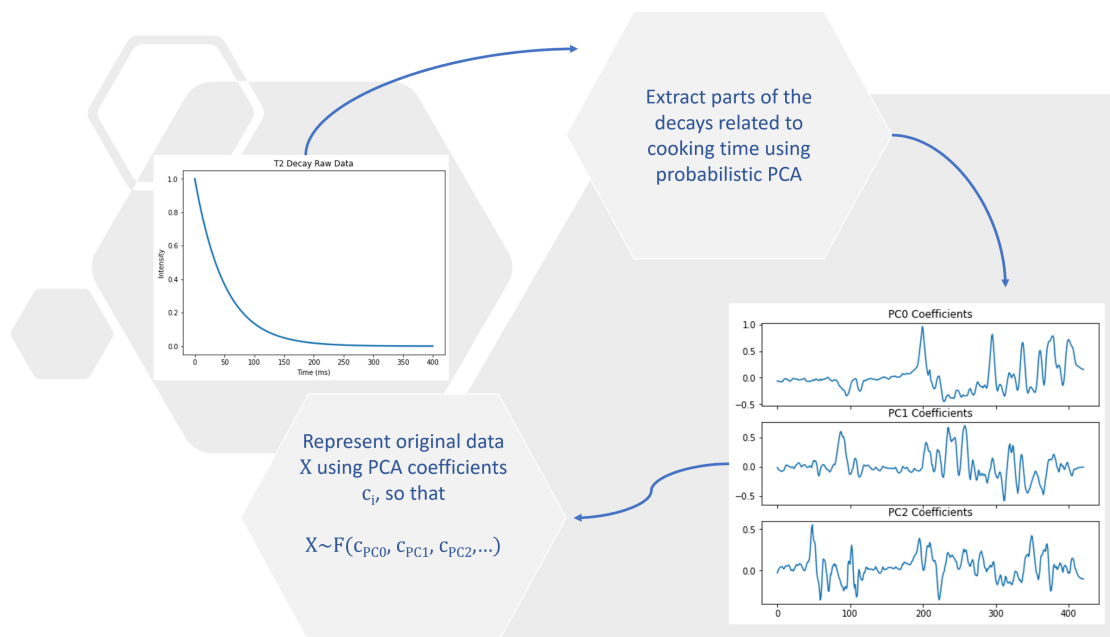 T2 Decay Raw Data
1.0
0.8
0.6
0.4
0.2
0.0
Intensity
0 50 100 150 200 250 300 350 400
Time (ms)
Extract parts of the
decays related to
cooking time using
probabilistic PCA
PC0 Coefficients
1.0
0.5
0.0
−0.5
PC1 Coefficients
0.5
0.0
−0.5
PC2 Coefficients
0.5
0.0
0 100 200 300 400
Represent original data
X using PCA coefficients
cᵢ, so that
X~F(c_PC0, c_PC1, c_PC2,...)